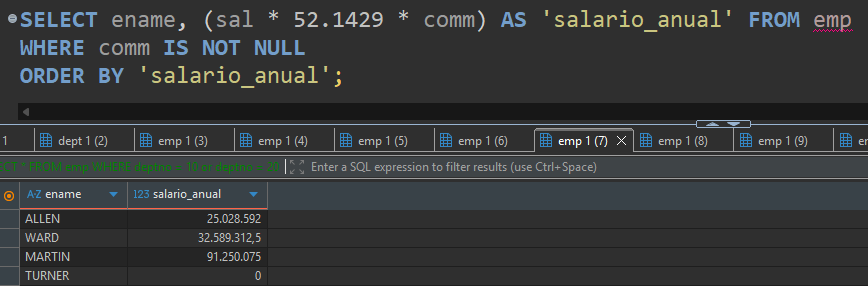 SELECT ename, (sal * 52.1429 * comm) AS 'salario_anual' FROM emp
WHERE comm IS NOT NULL
ORDER BY 'salario_anual';
1 dept 1 (2) emp 1 (3) emp 1 (4) emp 1 (5) emp 1 (6) emp 1 (7) emp 1 (8) emp 1 (9) er
FROM emp WHERE deptno = or deptno = 20 Enter a SQL expression to filter results (use Ctrl+Space)
A-Z ename 123 salario_anual
ALLEN 25.028.592
WARD 32.589.312,5
MARTIN 91.250.075
TURNER 0